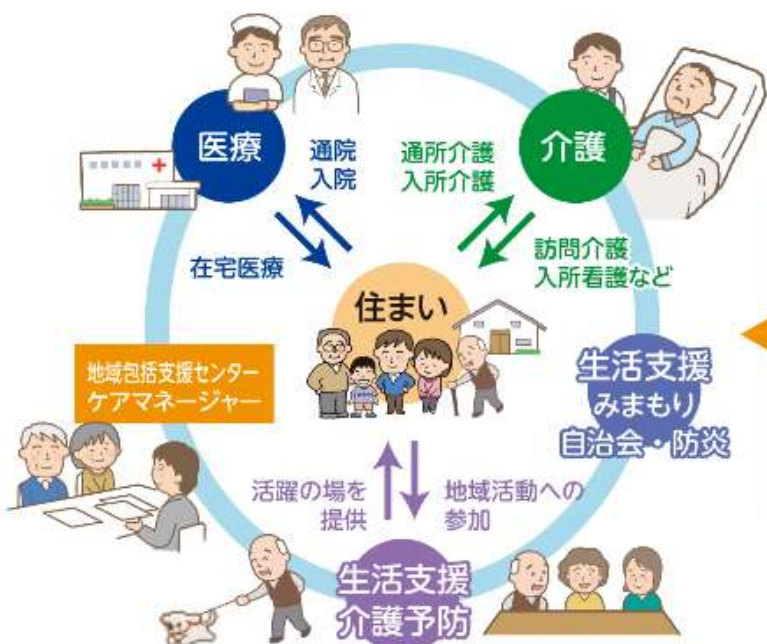 医療
通院
入院
通所介護
入所介護
介護
在宅医療
訪問介護
入所看護など
住まい
地域包括支援センター
ケアマネージャー
生活支援
みまもり
自治会・防炎
活躍の場を
提供
地域活動への
参加
生活支援
介護予防